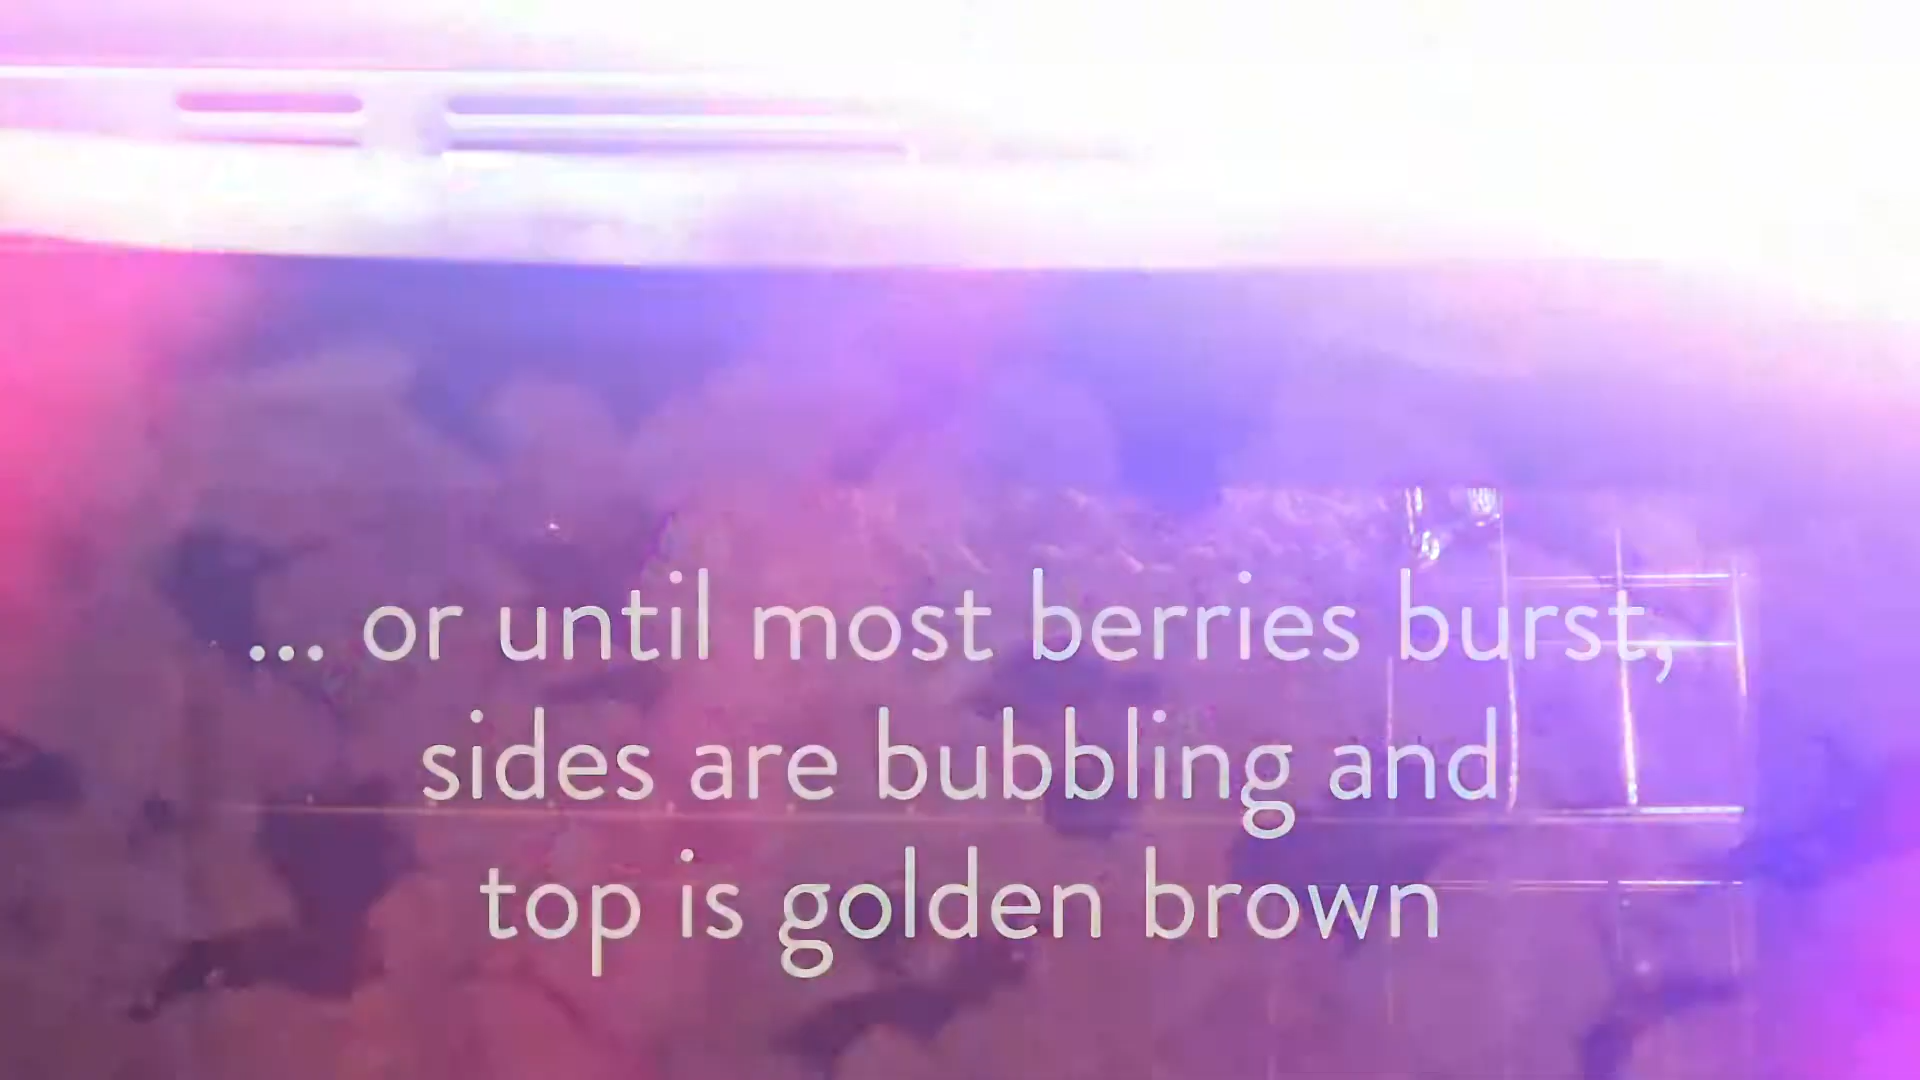 ... or until most berries burst,
sides are bubbling and
top is golden brown